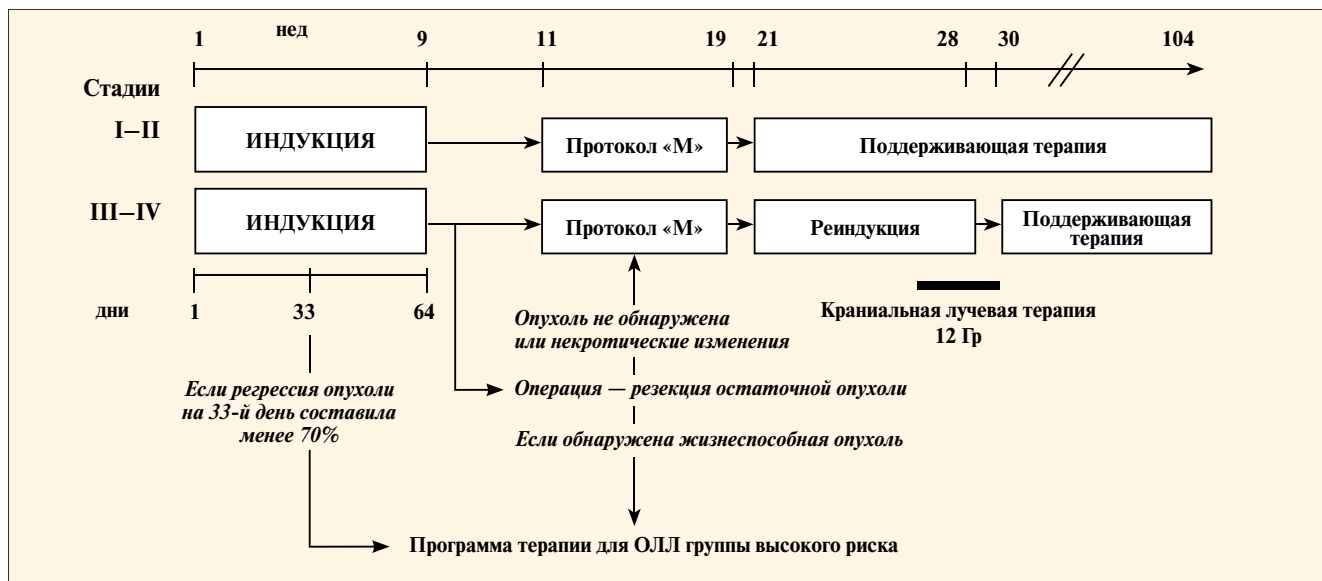 нед
1 9 11 19 21 28 30 104
Стадии
I–II
ИНДУКЦИЯ
Протокол «М»
Поддерживающая терапия
III–IV
ИНДУКЦИЯ
Протокол «М»
Реиндукция
Поддерживающая
терапия
дни
1 33 64
Краниальная лучевая терапия
12 Гр
Опухоль не обнаружена
или некротические изменения
Если регрессия опухоли
на 33-й день составила
менее 70%
Операция — резекция остаточной опухоли
Если обнаружена жизнеспособная опухоль
Программа терапии для ОЛЛ группы высокого риска